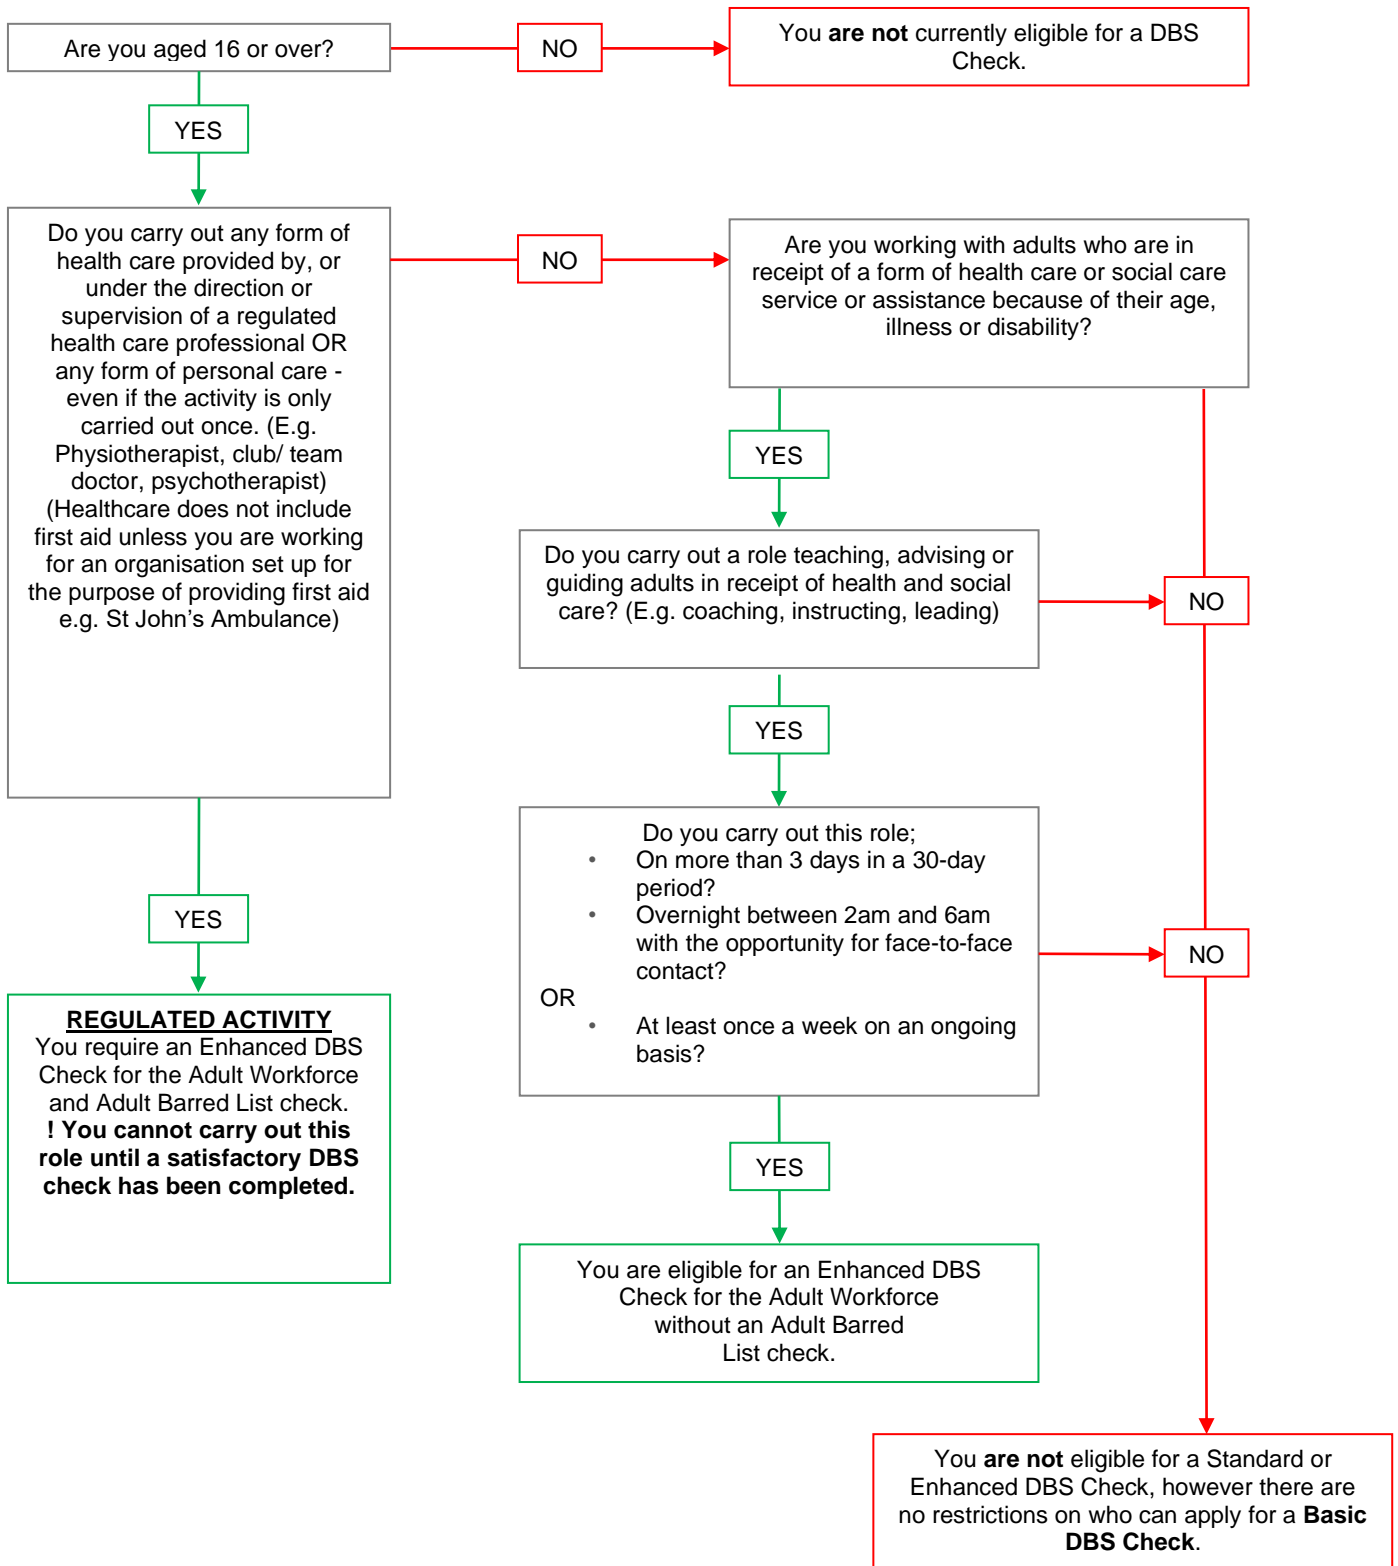 Are you aged 16 or over?
NO
You are not currently eligible for a DBS
Check.
YES
Do you carry out any form of
health care provided by, or
under the direction or
supervision of a regulated
health care professional OR
any form of personal care -
even if the activity is only
carried out once. (E.g.
Physiotherapist, club/ team
doctor, psychotherapist)
(Healthcare does not include
first aid unless you are working
for an organisation set up for
the purpose of providing first aid
e.g. St John’s Ambulance)
NO
Are you working with adults who are in
receipt of a form of health care or social care
service or assistance because of their age,
illness or disability?
YES
Do you carry out a role teaching, advising or
guiding adults in receipt of health and social
care? (E.g. coaching, instructing, leading)
NO
YES
Do you carry out this role;
• On more than 3 days in a 30-day
period?
• Overnight between 2am and 6am
with the opportunity for face-to-face
contact?
OR
• At least once a week on an ongoing
basis?
NO
YES
REGULATED ACTIVITY
You require an Enhanced DBS
Check for the Adult Workforce
and Adult Barred List check.
! You cannot carry out this
role until a satisfactory DBS
check has been completed.
YES
You are eligible for an Enhanced DBS
Check for the Adult Workforce
without an Adult Barred
List check.
You are not eligible for a Standard or
Enhanced DBS Check, however there are
no restrictions on who can apply for a Basic
DBS Check.